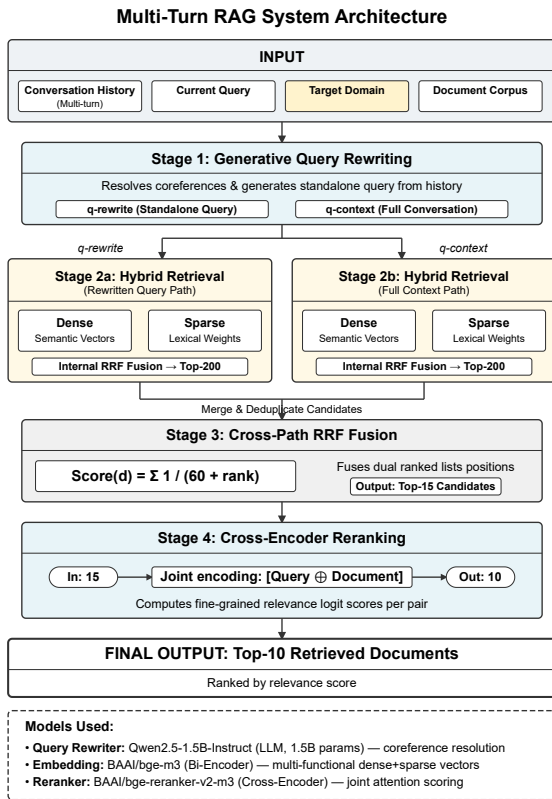 Multi-Turn RAG System Architecture
INPUT
Conversation History
(Multi-turn)
Current Query
Target Domain
Document Corpus
Stage 1: Generative Query Rewriting
Resolves coreferences & generates standalone query from history
q-rewrite (Standalone Query)
q-context (Full Conversation)
q-rewrite
q-context
Stage 2a: Hybrid Retrieval
(Rewritten Query Path)
Dense
Semantic Vectors
Sparse
Lexical Weights
Internal RRF Fusion → Top-200
Stage 2b: Hybrid Retrieval
(Full Context Path)
Dense
Semantic Vectors
Sparse
Lexical Weights
Internal RRF Fusion → Top-200
Merge & Deduplicate Candidates
Stage 3: Cross-Path RRF Fusion
Score(d) = Σ 1 / (60 + rank)
Fuses dual ranked lists positions
Output: Top-15 Candidates
Stage 4: Cross-Encoder Reranking
In: 15
Joint encoding: [Query ⊕ Document]
Out: 10
Computes fine-grained relevance logit scores per pair
FINAL OUTPUT: Top-10 Retrieved Documents
Ranked by relevance score
Models Used:
• Query Rewriter: Qwen2.5-1.5B-Instruct (LLM, 1.5B params) — coreference resolution
• Embedding: BAAI/bge-m3 (Bi-Encoder) — multi-functional dense+sparse vectors
• Reranker: BAAI/bge-reranker-v2-m3 (Cross-Encoder) — joint attention scoring